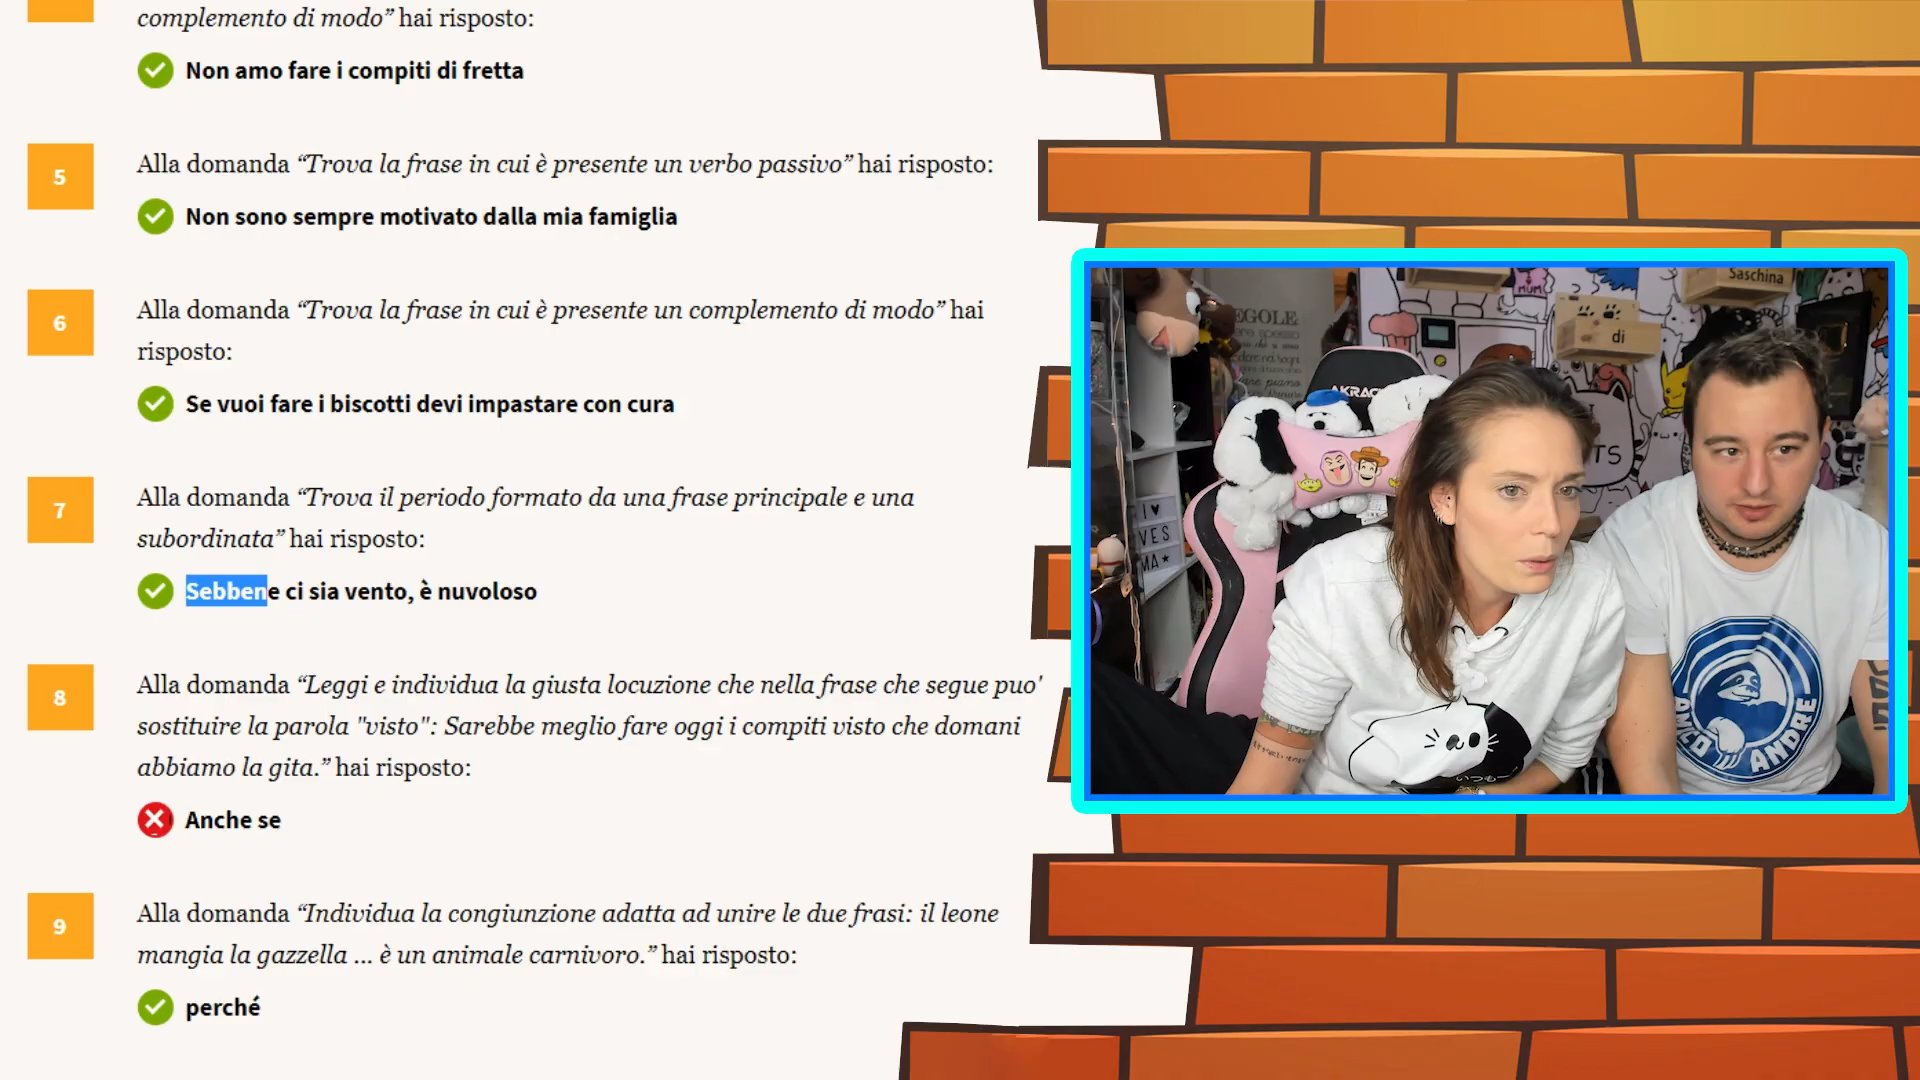 complemento di modo” hai risposto:
Non amo fare i compiti di fretta
5
Alla domanda “Trova la frase in cui è presente un verbo passivo” hai risposto:
Non sono sempre motivato dalla mia famiglia
6
Alla domanda “Trova la frase in cui è presente un complemento di modo” hai
risposto:
Se vuoi fare i biscotti devi impastare con cura
7
Alla domanda “Trova il periodo formato da una frase principale e una
subordinata” hai risposto:
Sebbene ci sia vento, è nuvoloso
8
Alla domanda “Leggi e individua la giusta locuzione che nella frase che segue puo'
sostituire la parola "visto": Sarebbe meglio fare oggi i compiti visto che domani
abbiamo la gita.” hai risposto:
Anche se
9
Alla domanda “Individua la congiunzione adatta ad unire le due frasi: il leone
mangia la gazzella ... è un animale carnivoro.” hai risposto:
perché
Saschina
di
MUM
EGOLE
AKRAC
I ♥
VES
MA★
AMICO ANDRE